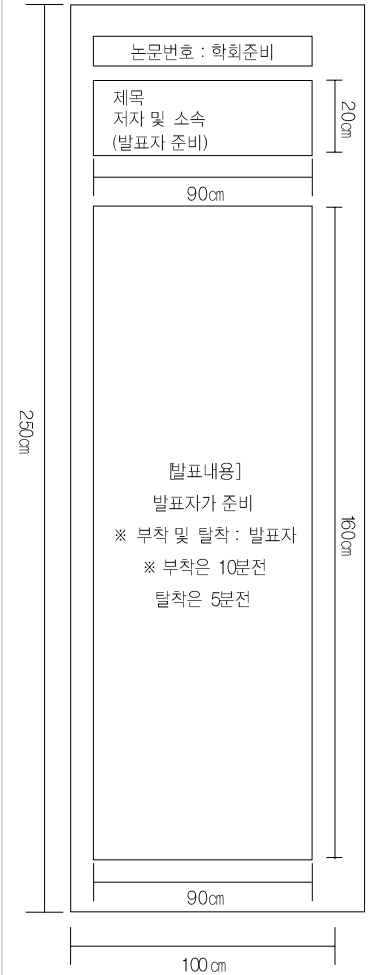 논문번호 : 학회준비
제목
저자 및 소속
(발표자 준비)
20cm
90cm
250cm
[발표내용]
발표자가 준비
※ 부착 및 탈착 : 발표자
※ 부착은 10분전
탈착은 5분전
160cm
90cm
100cm